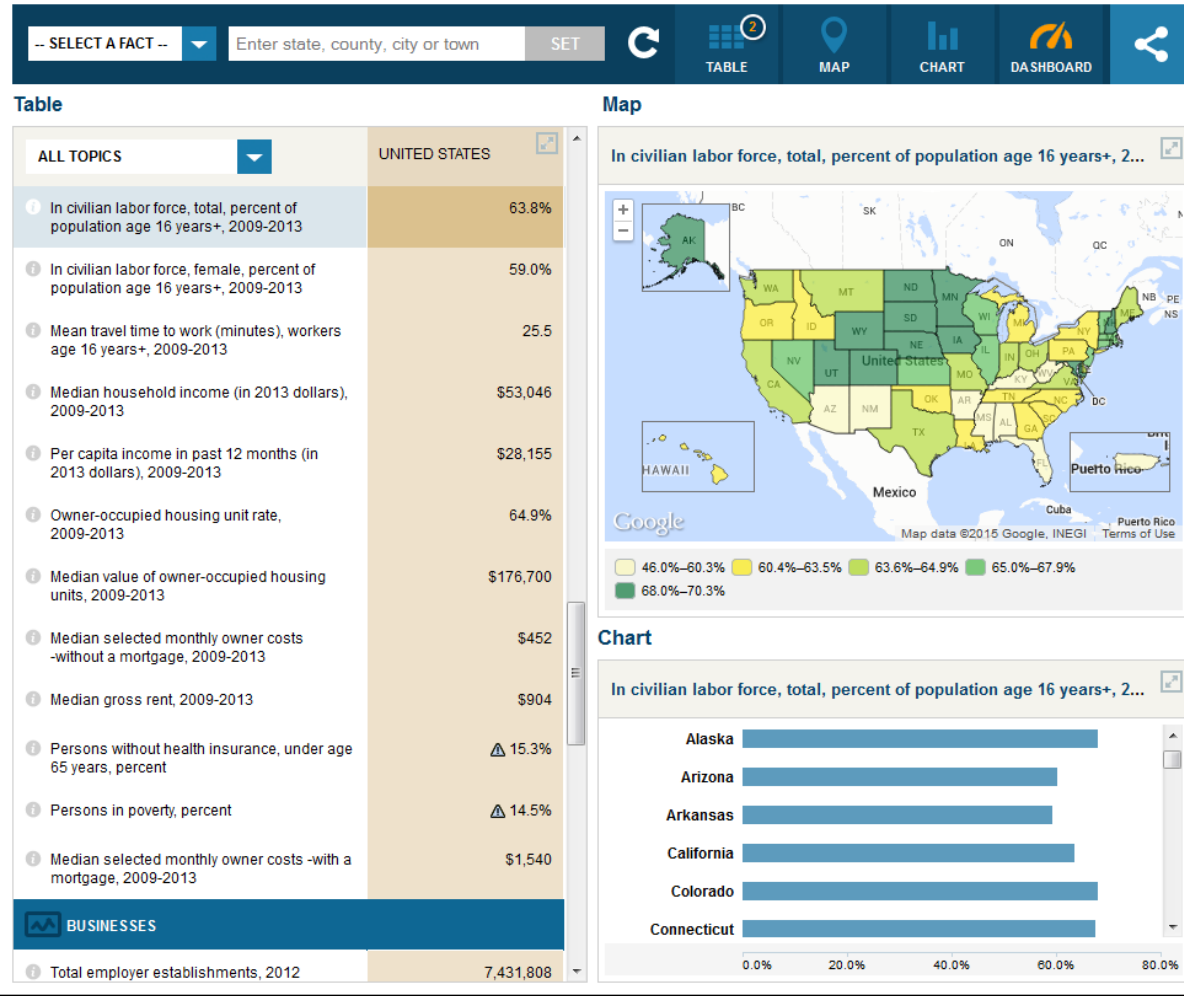 -- SELECT A FACT --
Enter state, county, city or town
SET
2
TABLE
MAP
CHART
DASHBOARD
Table
ALL TOPICS
UNITED STATES
In civilian labor force, total, percent of
population age 16 years+, 2009-2013
63.8%
In civilian labor force, female, percent of
population age 16 years+, 2009-2013
59.0%
Mean travel time to work (minutes), workers
age 16 years+, 2009-2013
25.5
Median household income (in 2013 dollars),
2009-2013
$53,046
Per capita income in past 12 months (in
2013 dollars), 2009-2013
$28,155
Owner-occupied housing unit rate,
2009-2013
64.9%
Median value of owner-occupied housing
units, 2009-2013
$176,700
Median selected monthly owner costs
-without a mortgage, 2009-2013
$452
Median gross rent, 2009-2013
$904
Persons without health insurance, under age
65 years, percent
15.3%
Persons in poverty, percent
14.5%
Median selected monthly owner costs -with a
mortgage, 2009-2013
$1,540
BUSINESSES
Total employer establishments, 2012
7,431,808
Map
In civilian labor force, total, percent of population age 16 years+, 2...
+
−
BC
SK
AK
ON
QC
NB
PE
NS
WA
MT
ND
MN
ME
OR
ID
SD
WI
MI
NY
WY
IA
PA
NE
NV
UT
United States
IL
IN
OH
CA
MO
WV
VA
KY
DC
AZ
NM
OK
AR
TN
NC
MS
AL
GA
SC
TX
LA
FL
HAWAII
Puerto Rico
Mexico
Cuba
Puerto Rico
Google
Map data ©2015 Google, INEGI
Terms of Use
46.0%–60.3%
60.4%–63.5%
63.6%–64.9%
65.0%–67.9%
68.0%–70.3%
Chart
In civilian labor force, total, percent of population age 16 years+, 2...
Alaska
Arizona
Arkansas
California
Colorado
Connecticut
0.0%
20.0%
40.0%
60.0%
80.0%